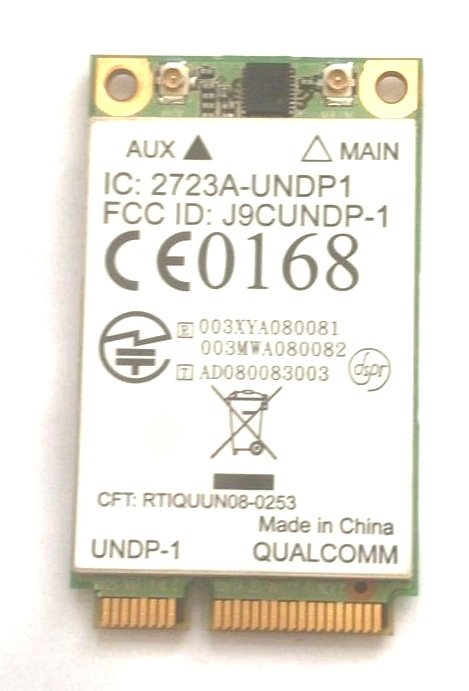 AUX MAIN
IC: 2723A-UNDP1
FCC ID: J9CUNDP-1
CE0168
R 003XYA080081
003MWA080082
T AD080083003
dspr
CFT: RTIQUUN08-0253
Made in China
UNDP-1 QUALCOMM